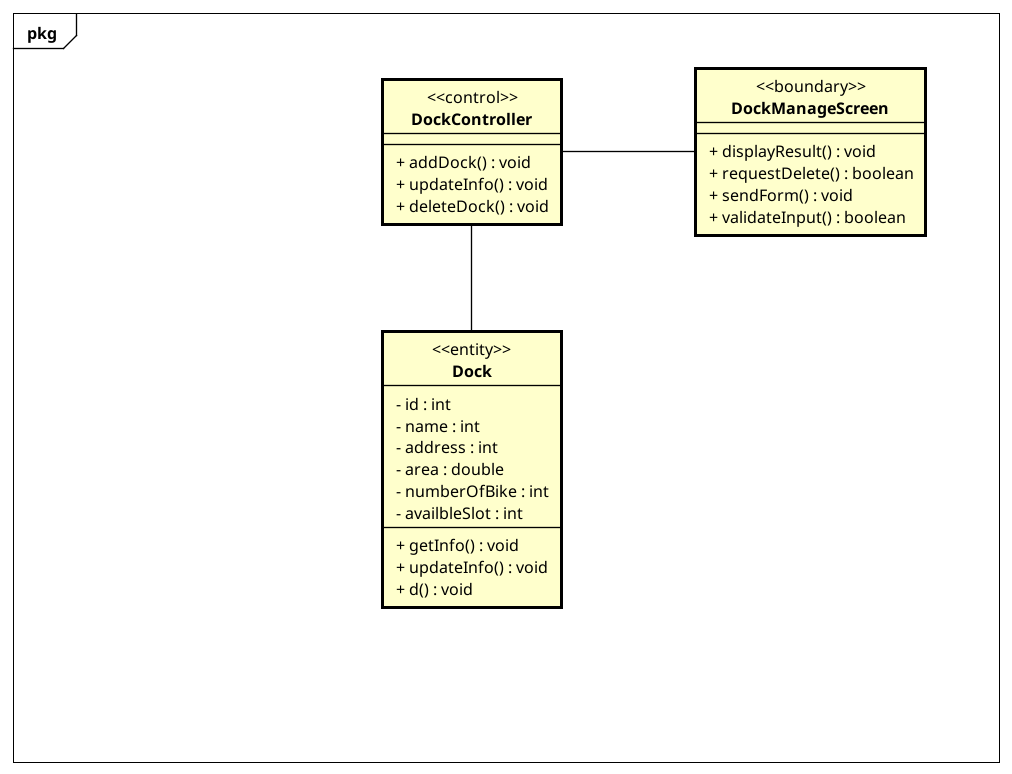 pkg
<<control>>
DockController
+ addDock() : void
+ updateInfo() : void
+ deleteDock() : void
<<boundary>>
DockManageScreen
+ displayResult() : void
+ requestDelete() : boolean
+ sendForm() : void
+ validateInput() : boolean
<<entity>>
Dock
- id : int
- name : int
- address : int
- area : double
- numberOfBike : int
- availbleSlot : int
+ getInfo() : void
+ updateInfo() : void
+ d() : void